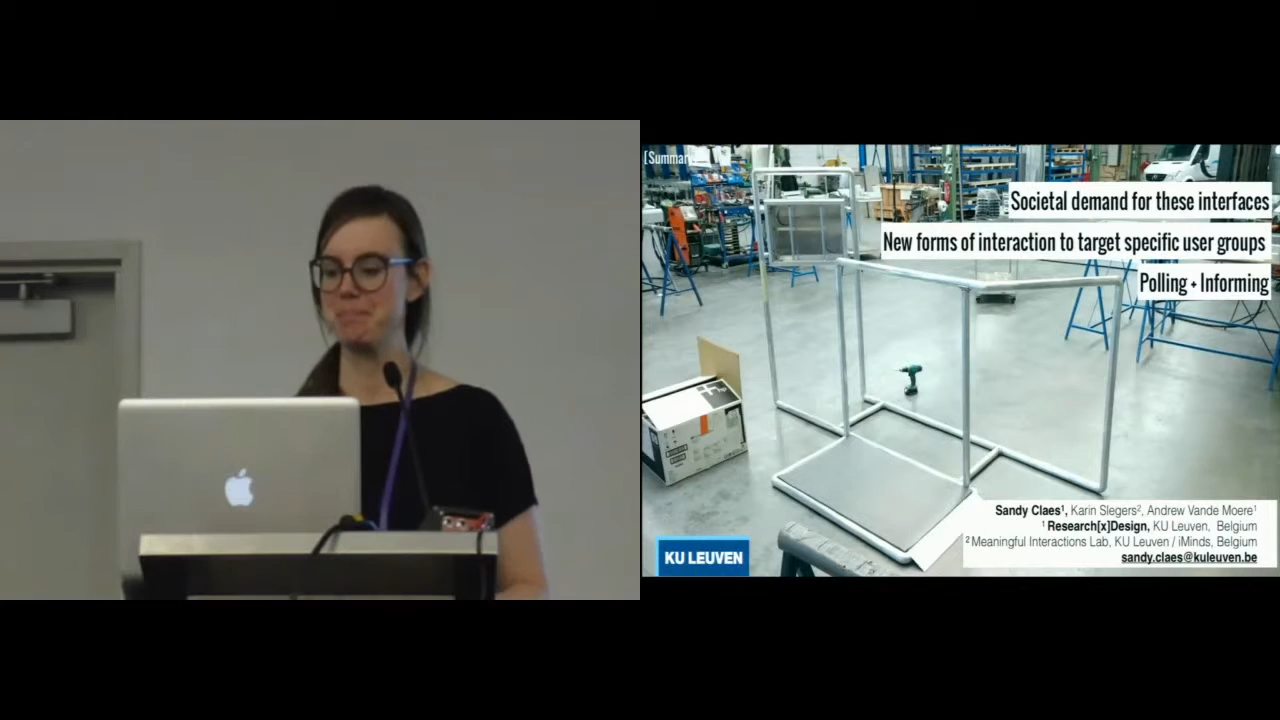 [Summar
Societal demand for these interfaces
New forms of interaction to target specific user groups
Polling + Informing
Sandy Claes¹, Karin Slegers², Andrew Vande Moere¹
¹ Research[x]Design, KU Leuven, Belgium
² Meaningful Interactions Lab, KU Leuven / iMinds, Belgium
sandy.claes@kuleuven.be
KU LEUVEN